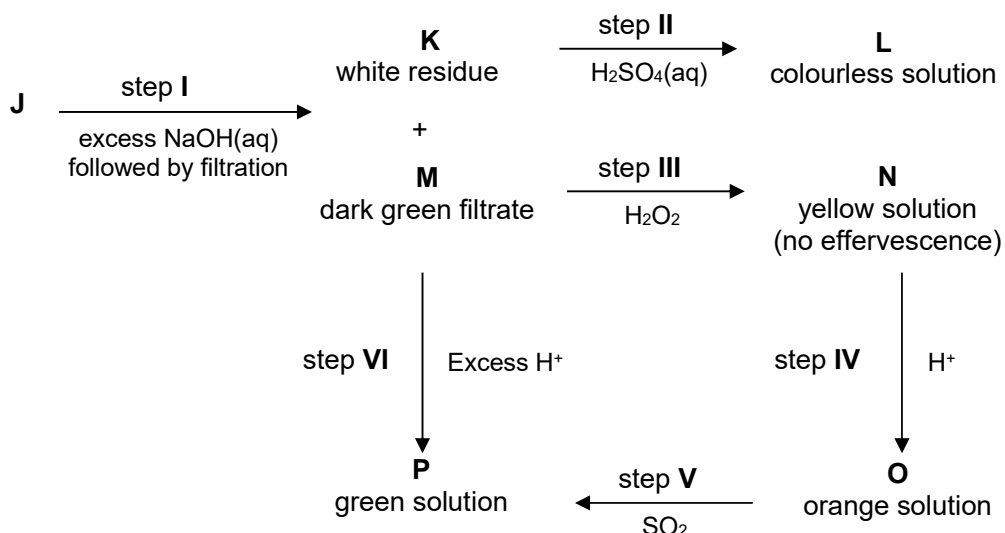 K
white residue
step II
H₂SO₄(aq)
L
colourless solution
J
step I
excess NaOH(aq)
followed by filtration
+
M
dark green filtrate
step III
H₂O₂
N
yellow solution
(no effervescence)
step VI
Excess H⁺
step IV
H⁺
P
green solution
step V
SO₂
O
orange solution